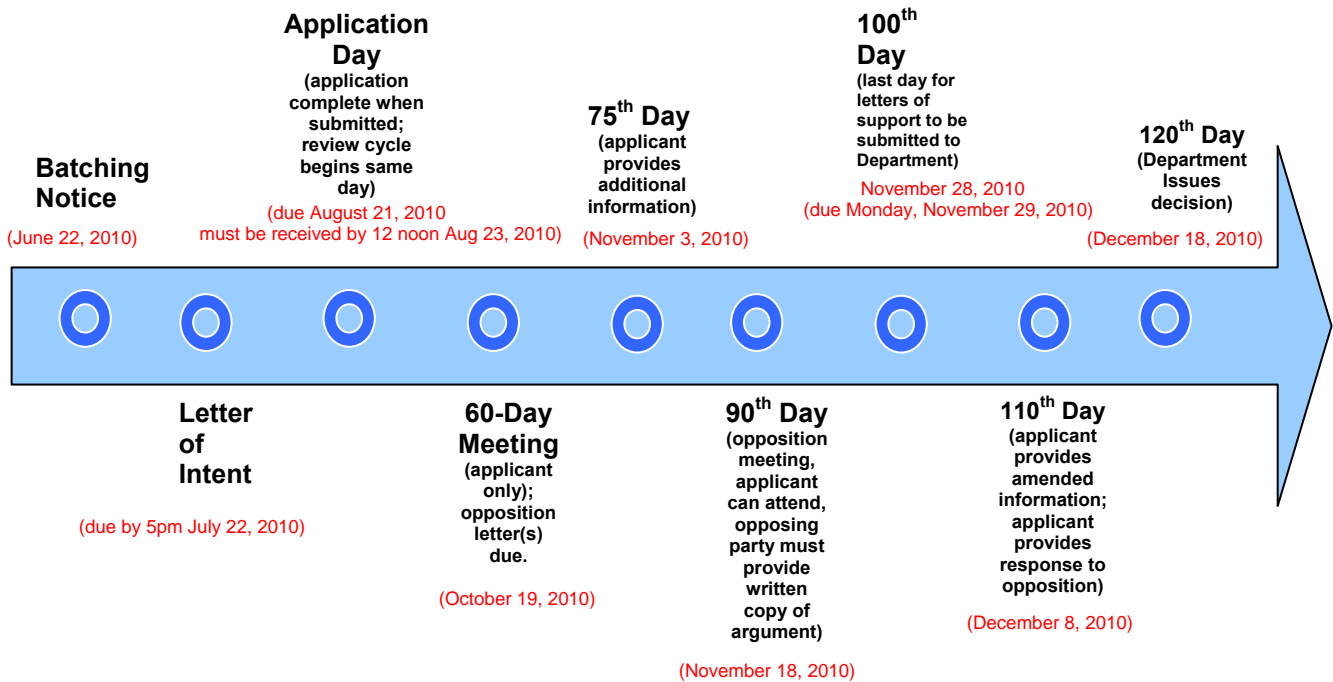 Batching
Notice
(June 22, 2010)
Letter
of
Intent
(due by 5pm July 22, 2010)
Application
Day
(application
complete when
submitted;
review cycle
begins same
day)
(due August 21, 2010
must be received by 12 noon Aug 23, 2010)
60-Day
Meeting
(applicant
only);
opposition
letter(s)
due.
(October 19, 2010)
75th Day
(applicant
provides
additional
information)
(November 3, 2010)
90th Day
(opposition
meeting,
applicant
can attend,
opposing
party must
provide
written
copy of
argument)
(November 18, 2010)
100th
Day
(last day for
letters of
support to be
submitted to
Department)
November 28, 2010
(due Monday, November 29, 2010)
110th Day
(applicant
provides
amended
information;
applicant
provides
response to
opposition)
(December 8, 2010)
120th Day
(Department
Issues
decision)
(December 18, 2010)